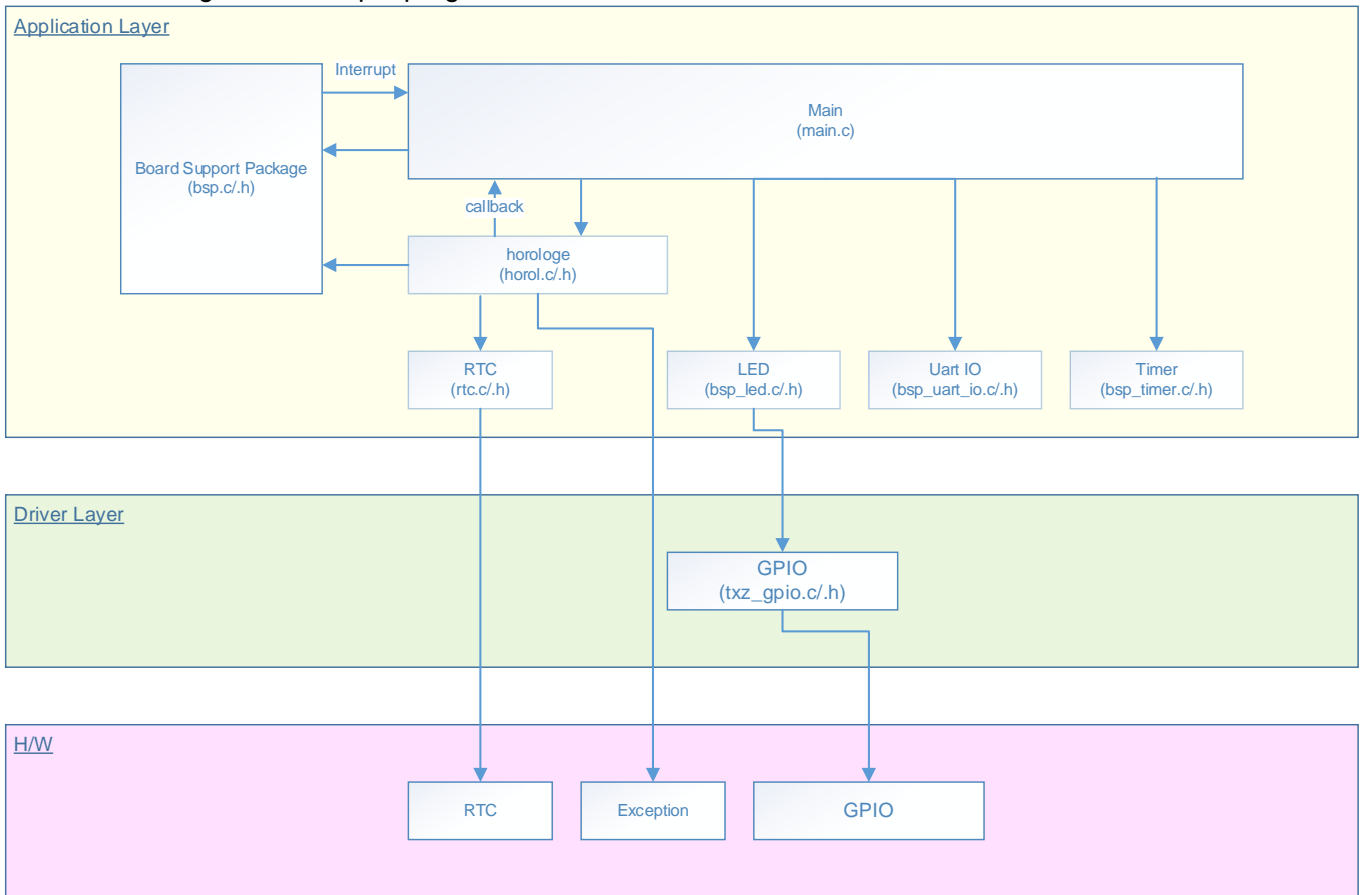 Application Layer
Interrupt
Main
(main.c)
Board Support Package
(bsp.c/.h)
callback
horologe
(horol.c/.h)
RTC
(rtc.c/.h)
LED
(bsp_led.c/.h)
Uart IO
(bsp_uart_io.c/.h)
Timer
(bsp_timer.c/.h)
Driver Layer
GPIO
(txz_gpio.c/.h)
H/W
RTC
Exception
GPIO